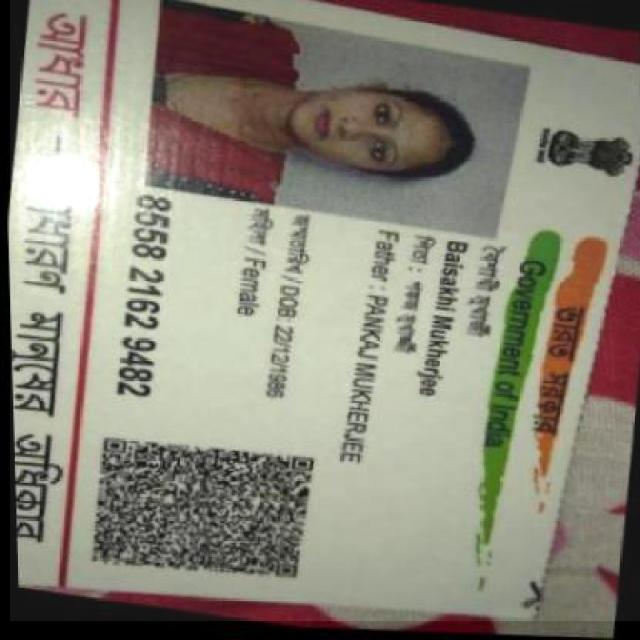 ভারত সরকার
Government of India
বৈশাখী মুখার্জী
Baisakhi Mukherjee
পিতা : পঙ্কজ মুখার্জী
Father : PANKAJ MUKHERJEE
জন্মতারিখ / DOB: 22/12/1986
মহিলা / Female
8558 2162 9482
আধার - সাধারণ মানুষের অধিকার